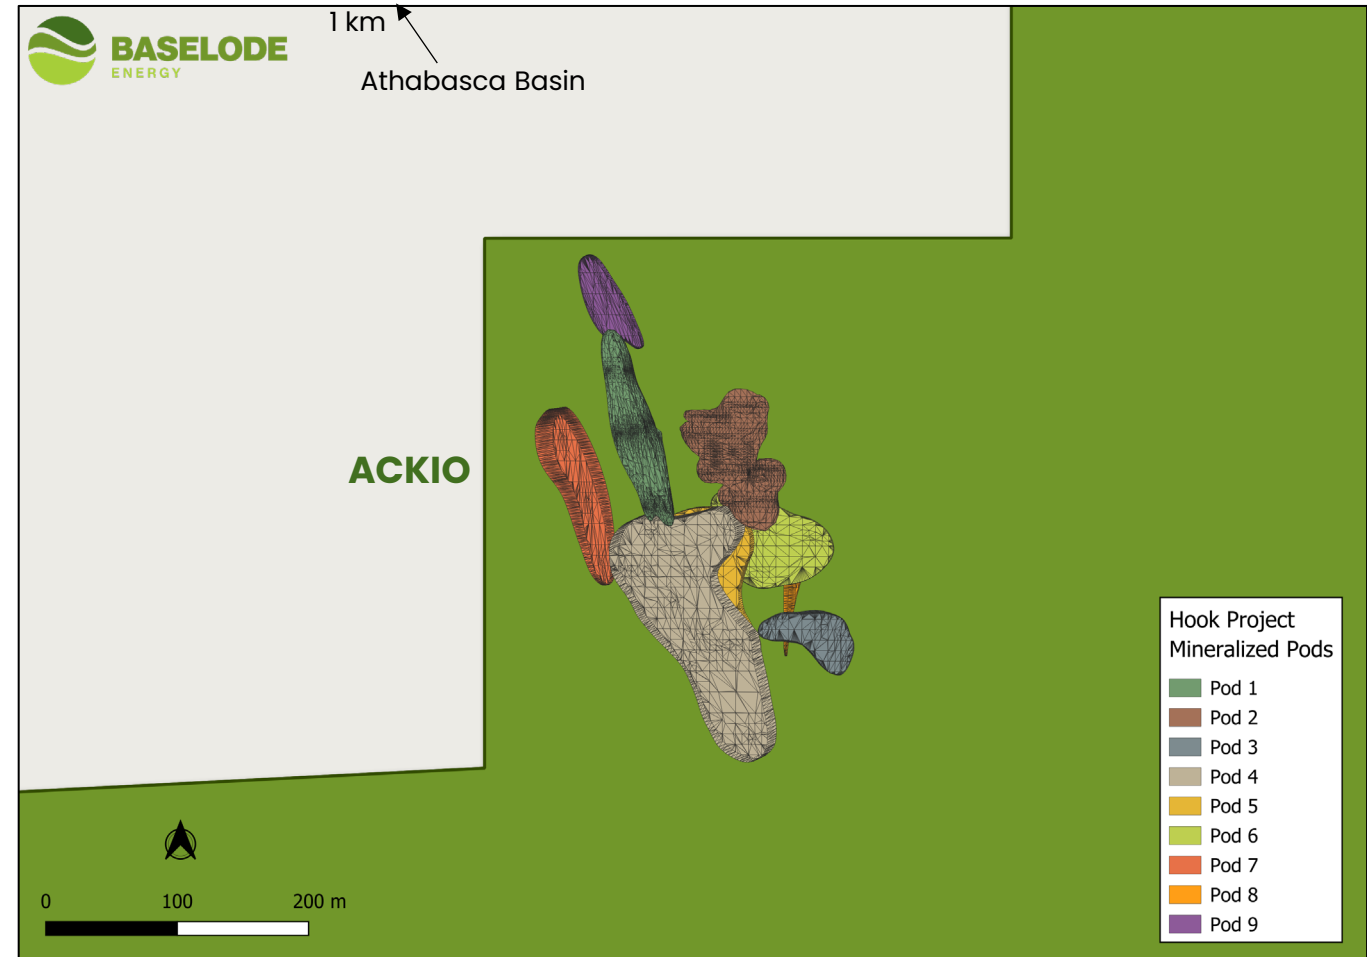 1 km
BASELODE
ENERGY
Athabasca Basin
ACKIO
Hook Project
Mineralized Pods
Pod 1
Pod 2
Pod 3
Pod 4
Pod 5
Pod 6
Pod 7
Pod 8
Pod 9
0 100 200 m